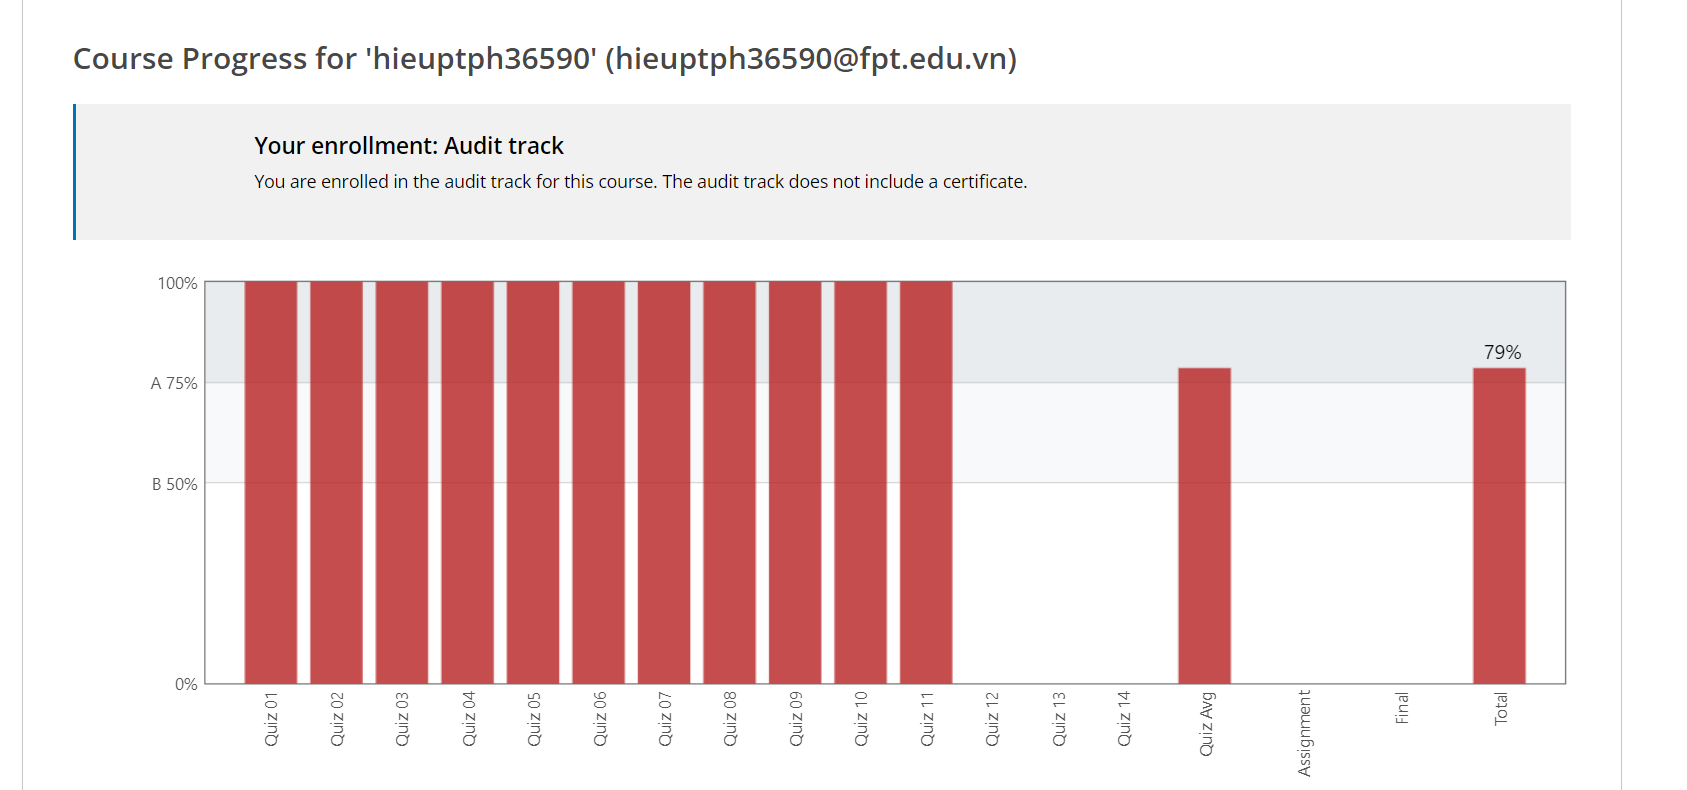 Course Progress for 'hieuptph36590' (hieuptph36590@fpt.edu.vn)
Your enrollment: Audit track
You are enrolled in the audit track for this course. The audit track does not include a certificate.
100%
A 75%
B 50%
0%
79%
Quiz 01
Quiz 02
Quiz 03
Quiz 04
Quiz 05
Quiz 06
Quiz 07
Quiz 08
Quiz 09
Quiz 10
Quiz 11
Quiz 12
Quiz 13
Quiz 14
Quiz Avg
Assignment
Final
Total